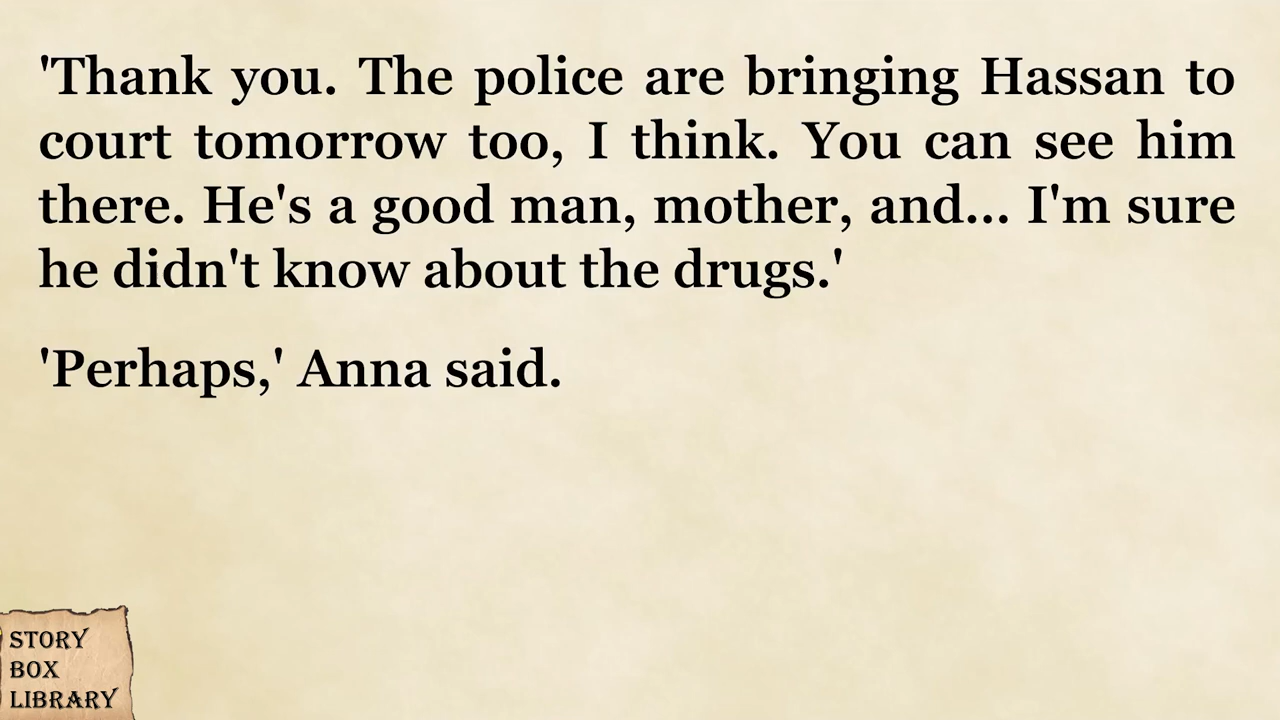 'Thank you. The police are bringing Hassan to
court tomorrow too, I think. You can see him
there. He's a good man, mother, and... I'm sure
he didn't know about the drugs.'
'Perhaps,' Anna said.
STORY
BOX
LIBRARY